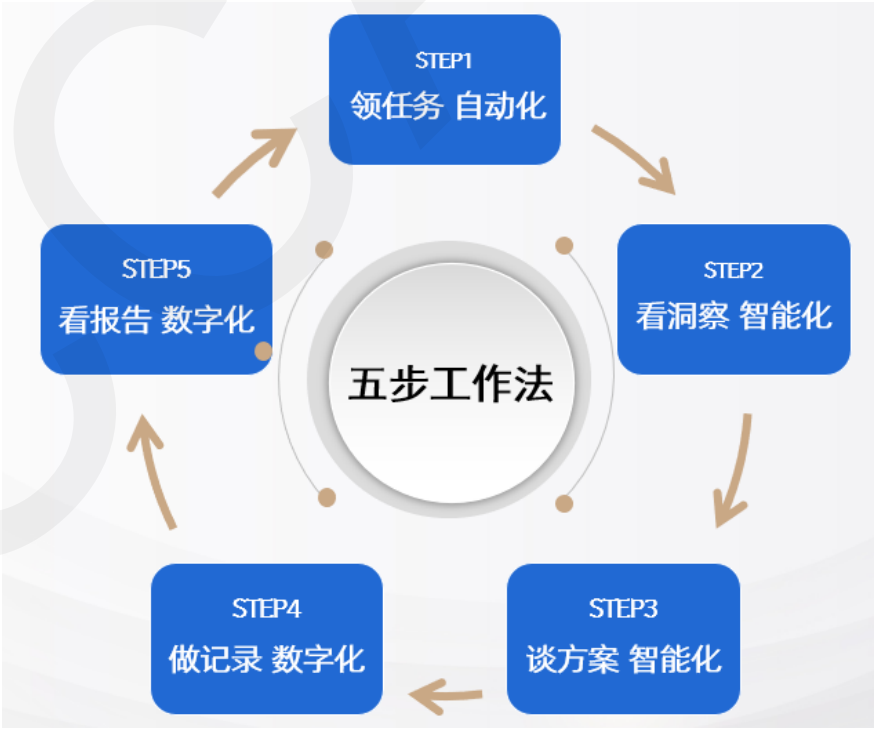 STEP1
领任务 自动化
STEP2
看洞察 智能化
STEP3
谈方案 智能化
STEP4
做记录 数字化
STEP5
看报告 数字化
五步工作法